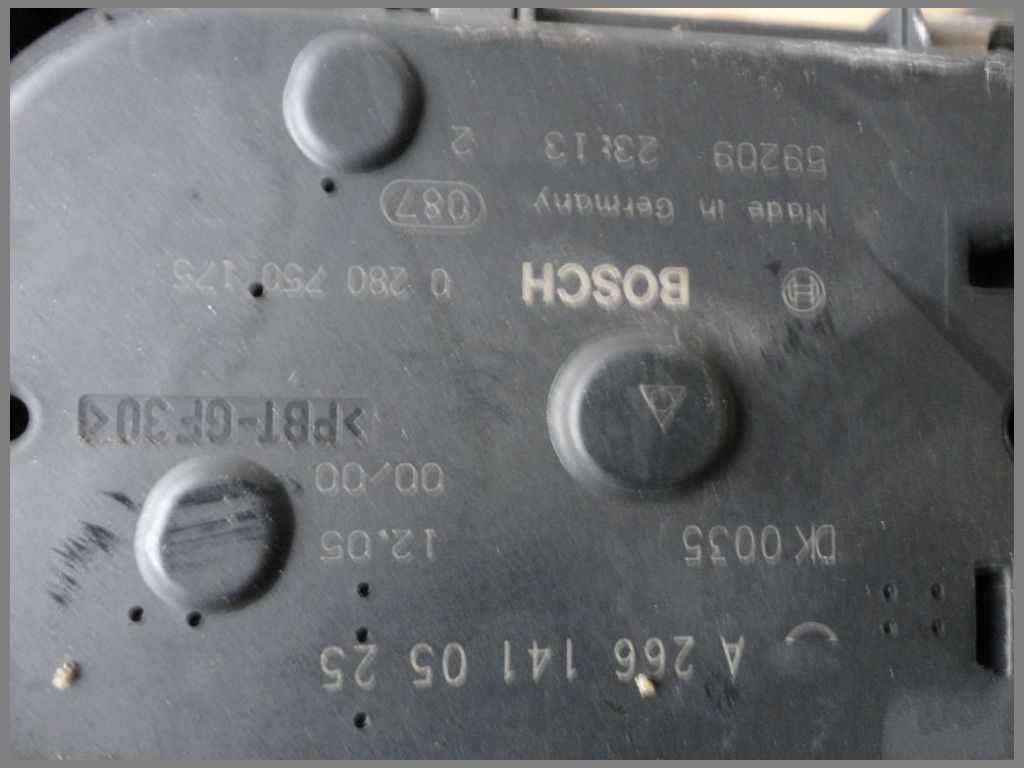 A 266 141 05 25
DK 0035 12.05
00/00
>PBT-GF30<
BOSCH 0 280 750 175
Made in Germany 087
59209 23:13 2